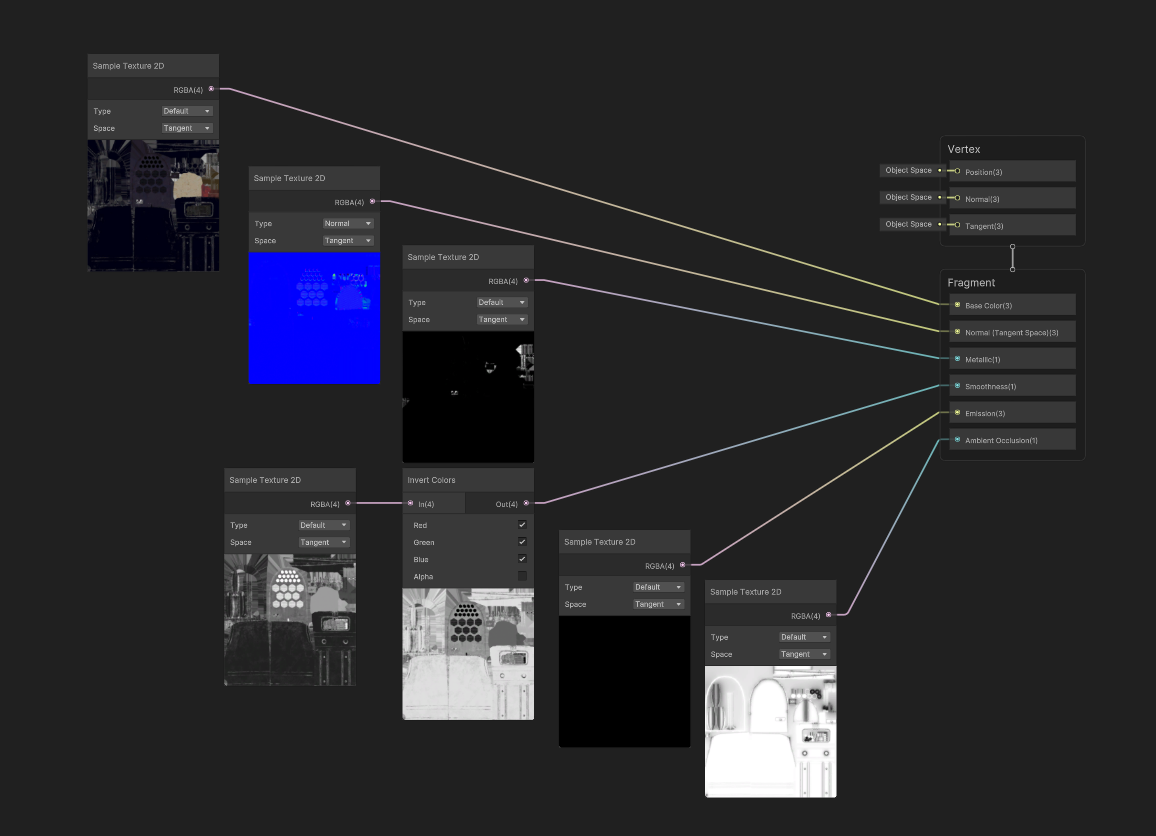 Sample Texture 2D
RGBA(4)
Type Default
Space Tangent
Sample Texture 2D
RGBA(4)
Type Normal
Space Tangent
Sample Texture 2D
RGBA(4)
Type Default
Space Tangent
Sample Texture 2D
RGBA(4)
Type Default
Space Tangent
Invert Colors
In(4) Out(4)
Red
Green
Blue
Alpha
Sample Texture 2D
RGBA(4)
Type Default
Space Tangent
Sample Texture 2D
RGBA(4)
Type Default
Space Tangent
Vertex
Object Space Position(3)
Object Space Normal(3)
Object Space Tangent(3)
Fragment
Base Color(3)
Normal (Tangent Space)(3)
Metallic(1)
Smoothness(1)
Emission(3)
Ambient Occlusion(1)